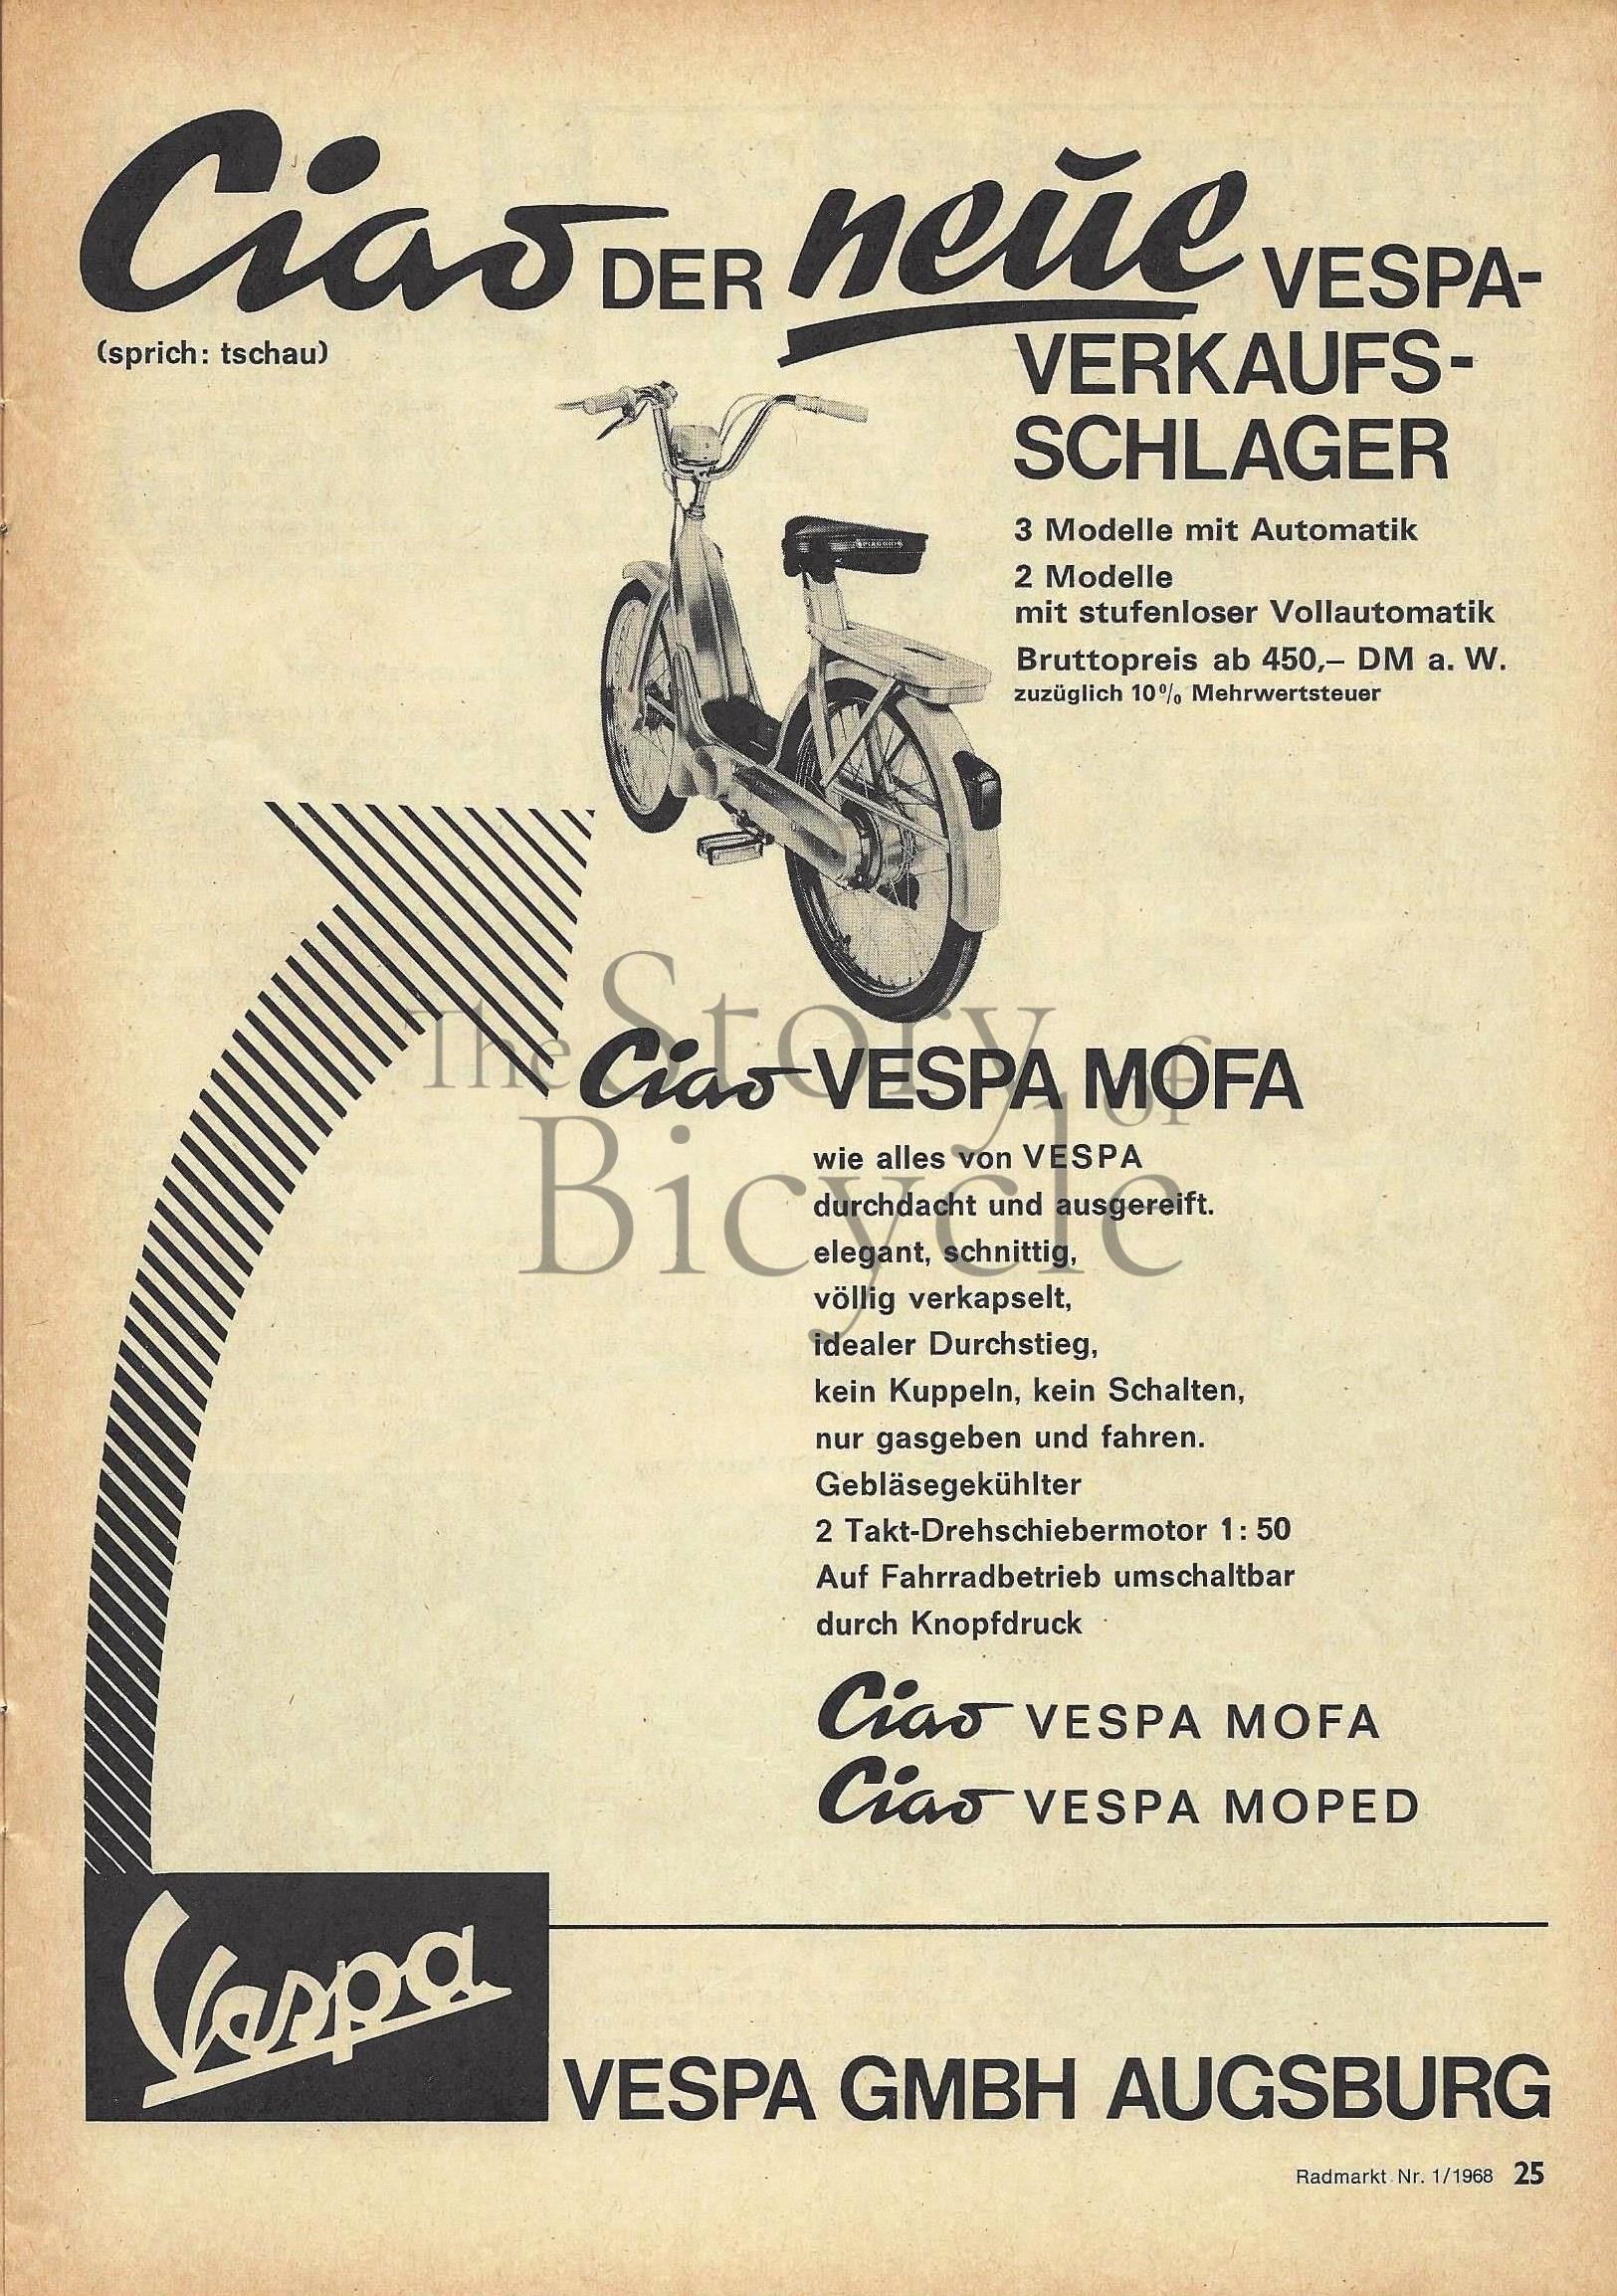 Ciao DER neue VESPA-
(sprich: tschau)
VERKAUFS-
SCHLAGER
3 Modelle mit Automatik
2 Modelle
mit stufenloser Vollautomatik
Bruttopreis ab 450,– DM a. W.
zuzüglich 10% Mehrwertsteuer
PIAGGIO
The Story of
Bicycle
Ciao VESPA MOFA
wie alles von VESPA
durchdacht und ausgereift.
elegant, schnittig,
völlig verkapselt,
idealer Durchstieg,
kein Kuppeln, kein Schalten,
nur gasgeben und fahren.
Gebläsegekühlter
2 Takt-Drehschiebermotor 1:50
Auf Fahrradbetrieb umschaltbar
durch Knopfdruck
Ciao VESPA MOFA
Ciao VESPA MOPED
Vespa
VESPA GMBH AUGSBURG
Radmarkt Nr. 1/1968 25